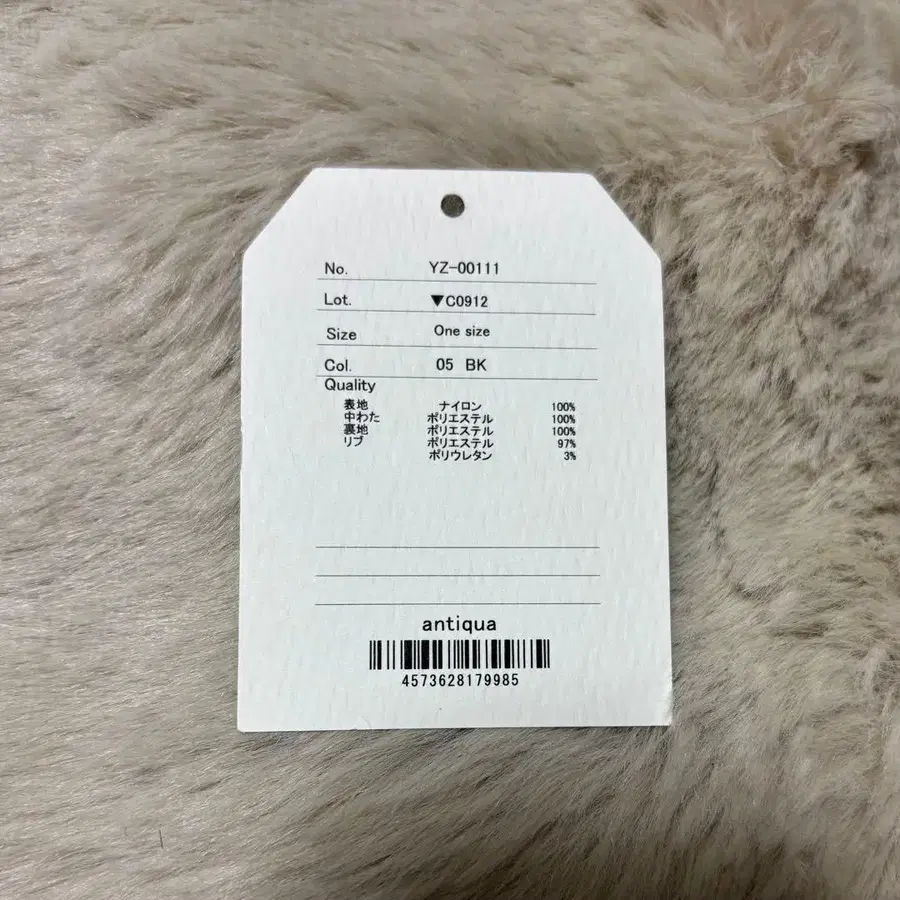 No. YZ-00111
Lot. ▼C0912
Size One size
Col. 05 BK
Quality
表地 ナイロン 100%
中わた ポリエステル 100%
裏地 ポリエステル 100%
リブ ポリエステル 97%
ポリウレタン 3%
antiqua
4573628179985